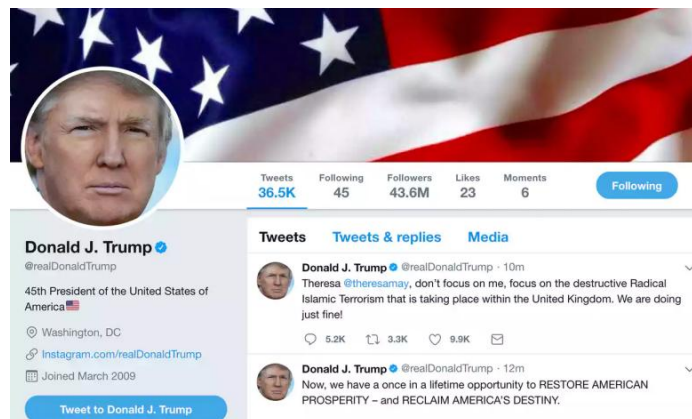 Tweets Following Followers Likes Moments
36.5K 45 43.6M 23 6
Following
Donald J. Trump
@realDonaldTrump
45th President of the United States of
America🇺🇸
Washington, DC
Instagram.com/realDonaldTrump
Joined March 2009
Tweet to Donald J. Trump
Tweets Tweets & replies Media
Donald J. Trump @realDonaldTrump · 10m
Theresa @theresamay, don't focus on me, focus on the destructive Radical
Islamic Terrorism that is taking place within the United Kingdom. We are doing
just fine!
5.2K 3.3K 9.9K
Donald J. Trump @realDonaldTrump · 12m
Now, we have a once in a lifetime opportunity to RESTORE AMERICAN
PROSPERITY – and RECLAIM AMERICA'S DESTINY.